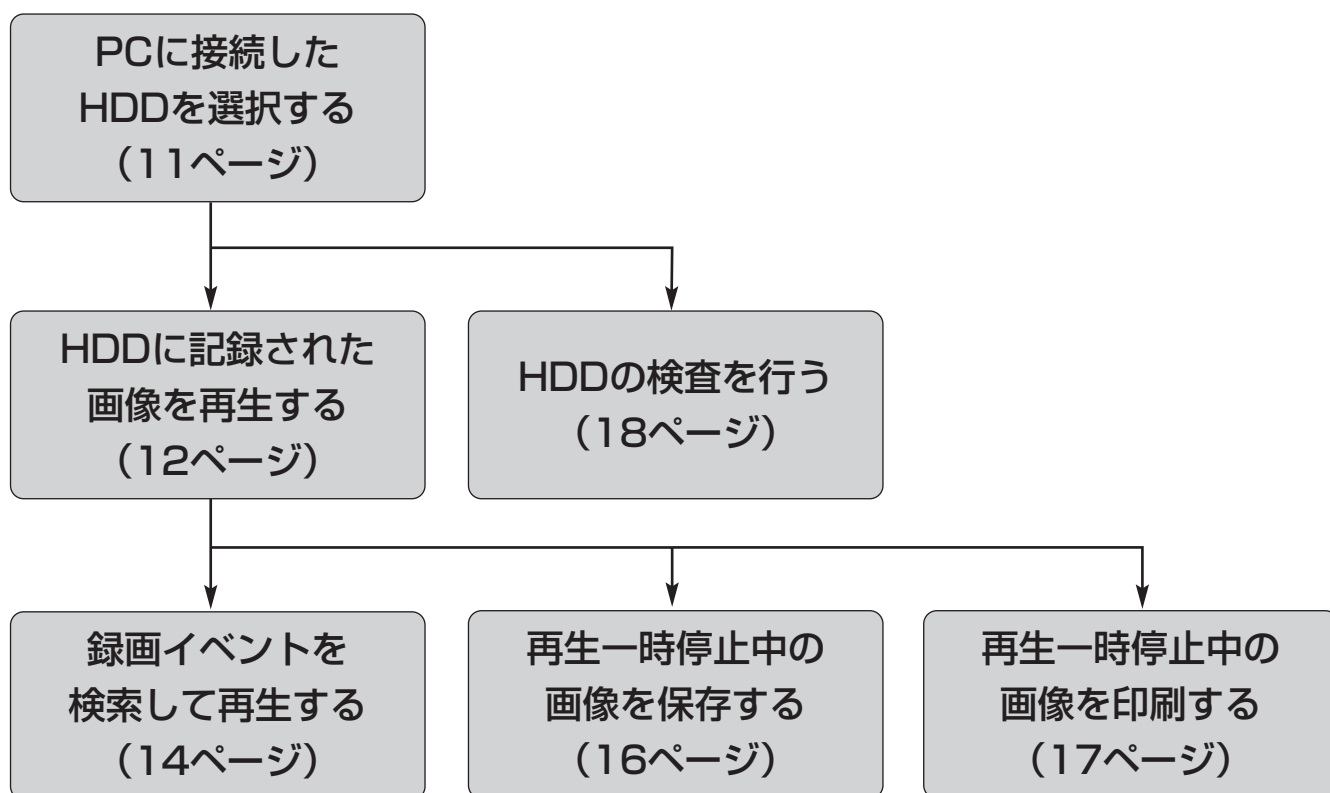 PCに接続した
HDDを選択する
（11ページ）
HDDに記録された
画像を再生する
（12ページ）
HDDの検査を行う
（18ページ）
録画イベントを
検索して再生する
（14ページ）
再生一時停止中の
画像を保存する
（16ページ）
再生一時停止中の
画像を印刷する
（17ページ）